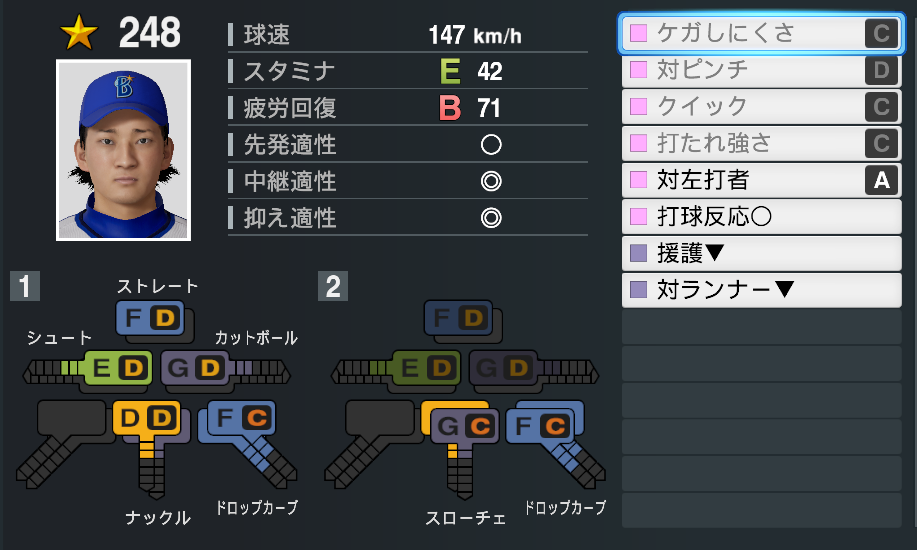 ★ 248
球速 147 km/h
スタミナ E 42
疲労回復 B 71
先発適性 ○
中継適性 ◎
抑え適性 ◎
ケガしにくさ C
対ピンチ D
クイック C
打たれ強さ C
対左打者 A
打球反応○
援護▼
対ランナー▼
B
1
ストレート
F D
シュート
カットボール
E D G D
D D F C
ナックル
ドロップカーブ
2
F D
E D G D
G C F C
スローチェ
ドロップカーブ